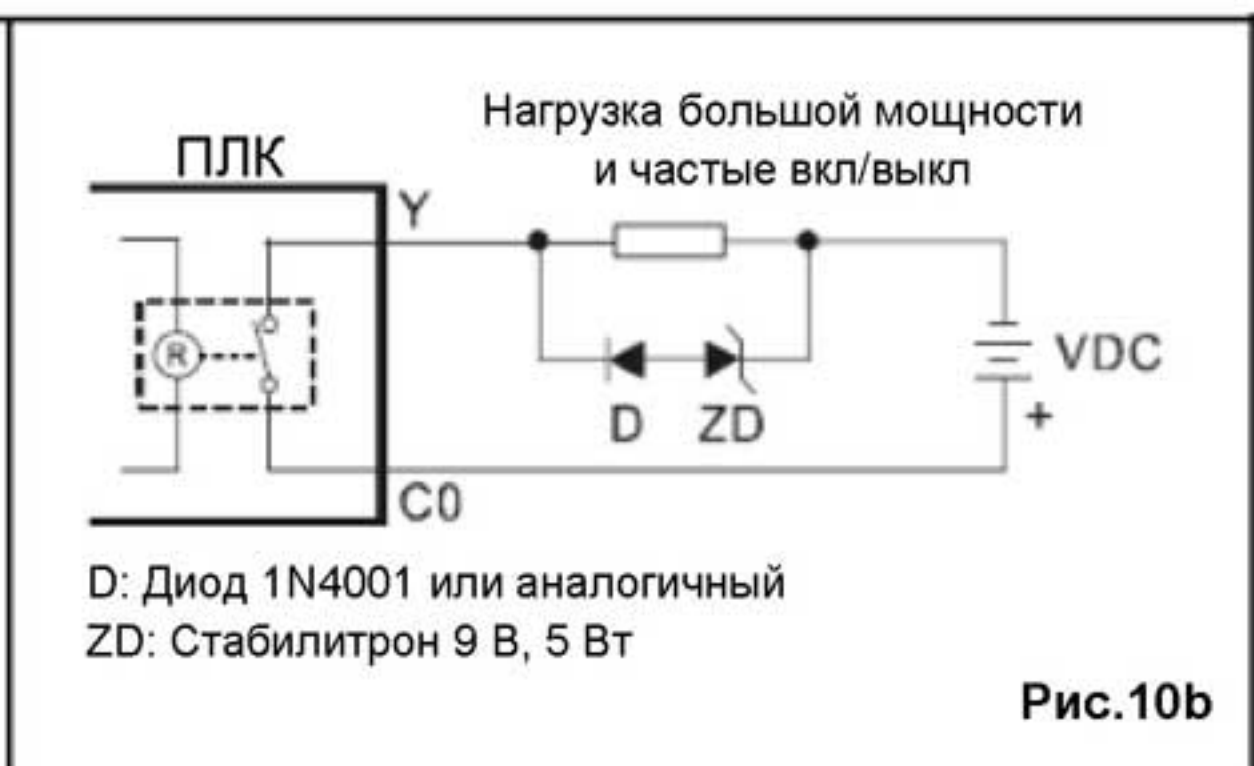 Нагрузка большой мощности
и частые вкл/выкл
ПЛК
Y
R
VDC
D ZD
+
C0
D: Диод 1N4001 или аналогичный
ZD: Стабилитрон 9 В, 5 Вт
Рис.10b